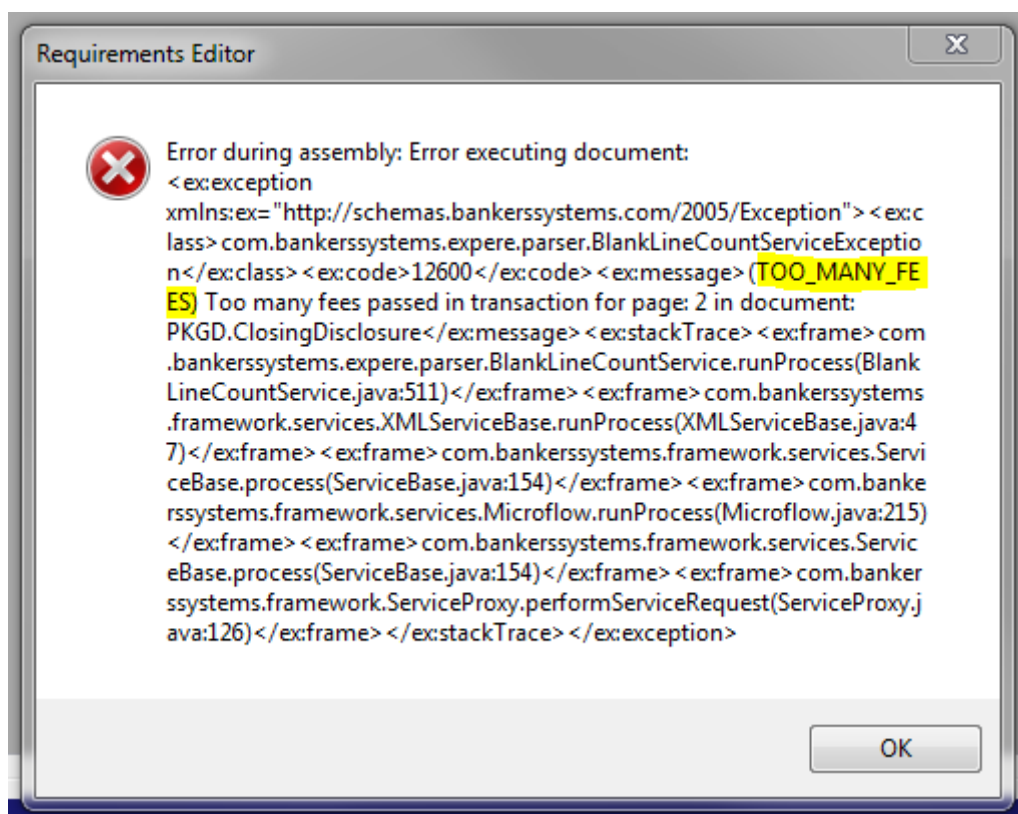 Requirements Editor
Error during assembly: Error executing document:
<ex:exception
xmlns:ex="http://schemas.bankerssystems.com/2005/Exception"><ex:c
lass>com.bankerssystems.expere.parser.BlankLineCountServiceExceptio
n</ex:class><ex:code>12600</ex:code><ex:message>(TOO_MANY_FE
ES) Too many fees passed in transaction for page: 2 in document:
PKGD.ClosingDisclosure</ex:message><ex:stackTrace><ex:frame>com
.bankerssystems.expere.parser.BlankLineCountService.runProcess(Blank
LineCountService.java:511)</ex:frame><ex:frame>com.bankerssystems
.framework.services.XMLServiceBase.runProcess(XMLServiceBase.java:4
7)</ex:frame><ex:frame>com.bankerssystems.framework.services.Servi
ceBase.process(ServiceBase.java:154)</ex:frame><ex:frame>com.banke
rssystems.framework.services.Microflow.runProcess(Microflow.java:215)
</ex:frame><ex:frame>com.bankerssystems.framework.services.Servic
eBase.process(ServiceBase.java:154)</ex:frame><ex:frame>com.banker
ssystems.framework.ServiceProxy.performServiceRequest(ServiceProxy.j
ava:126)</ex:frame></ex:stackTrace></ex:exception>
OK